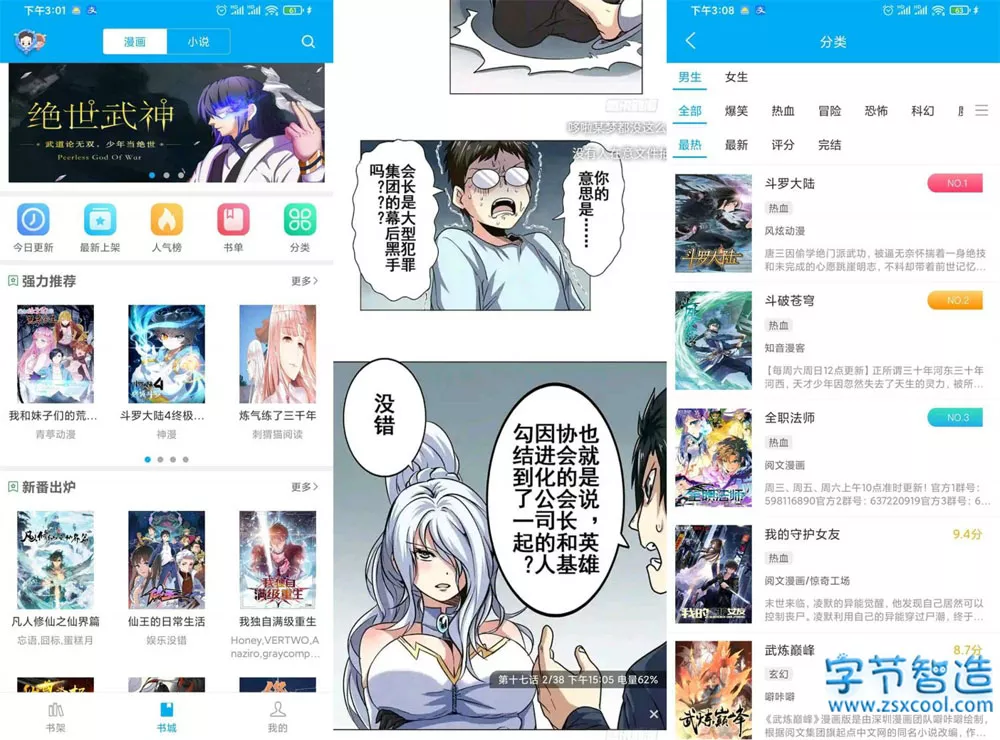 下午3:01
漫画
小说
绝世武神
武道论无双，少年当绝世
Peerless God Of War
今日更新
最新上架
人气榜
书单
分类
强力推荐
更多>
我和妹子们的荒...
斗罗大陆4终极...
炼气练了三千年
青葶动漫
神漫
刺猬猫阅读
新番出炉
更多>
凡人修仙之仙界篇
仙王的日常生活
我独自满级重生
忘语,囧标,蛋糕月
娱乐没错
Honey,VERTWO,A
naziro,graycomp...
书架
书城
我的
你的
意思是……
会长是大型犯罪
集团的幕后黑手
吗？？？
没错
也就是说，英雄
协会的会长和基
因进化公司的人
勾结到了一起？
第十七话 2/38 下午15:05 电量62%
下午3:08
分类
男生
女生
全部
爆笑
热血
冒险
恐怖
科幻
最热
最新
评分
完结
斗罗大陆
NO.1
热血
风炫动漫
唐三因偷学绝门派武功，被逼无奈怀揣着一身绝技
和未完成的心愿跳崖明志，不料却带着前世记忆...
斗破苍穹
NO.2
热血
知音漫客
【每周六周日12点更新】正所谓三十年河东三十年
河西，天才少年因忽然失去了天生的灵力，被所...
全职法师
NO.3
热血
阅文漫画
周三、周五、周六上午10点准时更新！官方1群号：
598116890官方2群号：637220919官方3群号：6...
我的守护女友
9.4分
热血
阅文漫画/惊奇工场
末世来临，凌默的异能觉醒，他发现自己居然可以
控制丧尸。凌默利用自己的异能穿过尸潮，终于...
武炼巅峰
8.7分
玄幻
噼咔噼
《武炼巅峰》漫画版是由深圳漫画团队噼咔噼绘制，
根据阅文集团旗起点中文网的同名小说改编，作...
字节智造
www.zsxcool.com